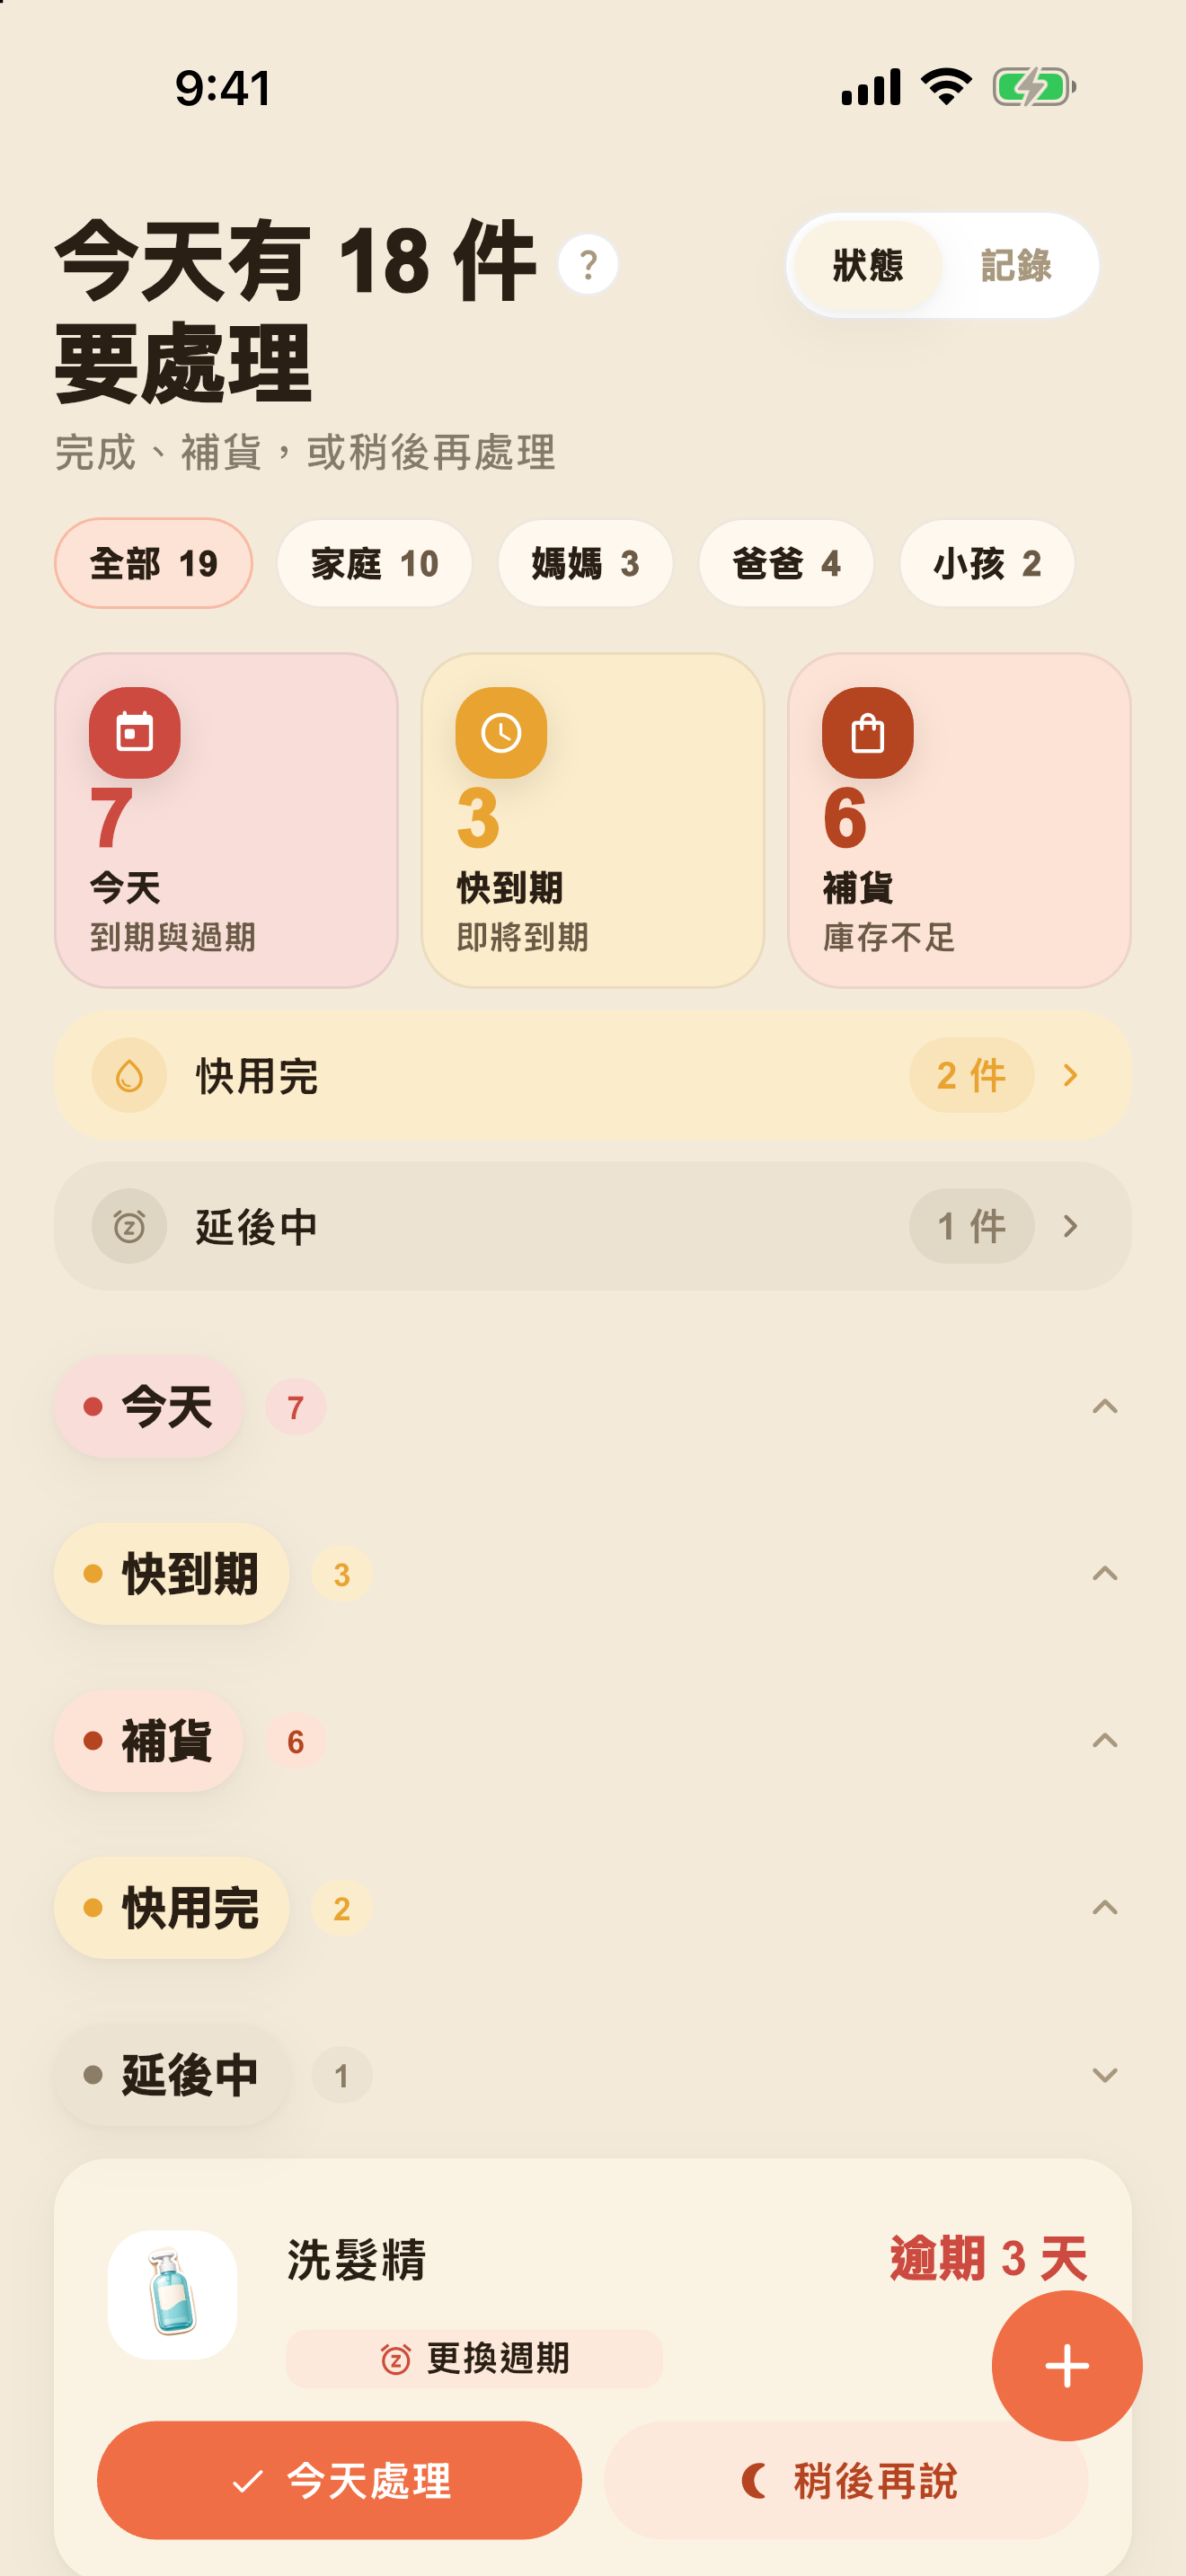 9:41
今天有 18 件
?
要處理
狀態 記錄
完成、補貨，或稍後再處理
全部 19 家庭 10 媽媽 3 爸爸 4 小孩 2
7
今天
到期與過期
3
快到期
即將到期
6
補貨
庫存不足
快用完 2 件
延後中 1 件
今天 7
快到期 3
補貨 6
快用完 2
延後中 1
洗髮精 逾期 3 天
更換週期
今天處理 稍後再說